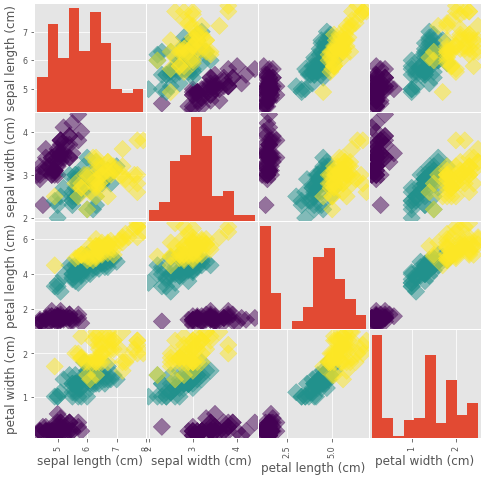 sepal length (cm)
7
6
5
sepal width (cm)
4
3
2
petal length (cm)
6
4
2
petal width (cm)
2
1
5
6
7
8
2
3
4
2.5
5.0
1
2
sepal length (cm)
sepal width (cm)
petal length (cm)
petal width (cm)